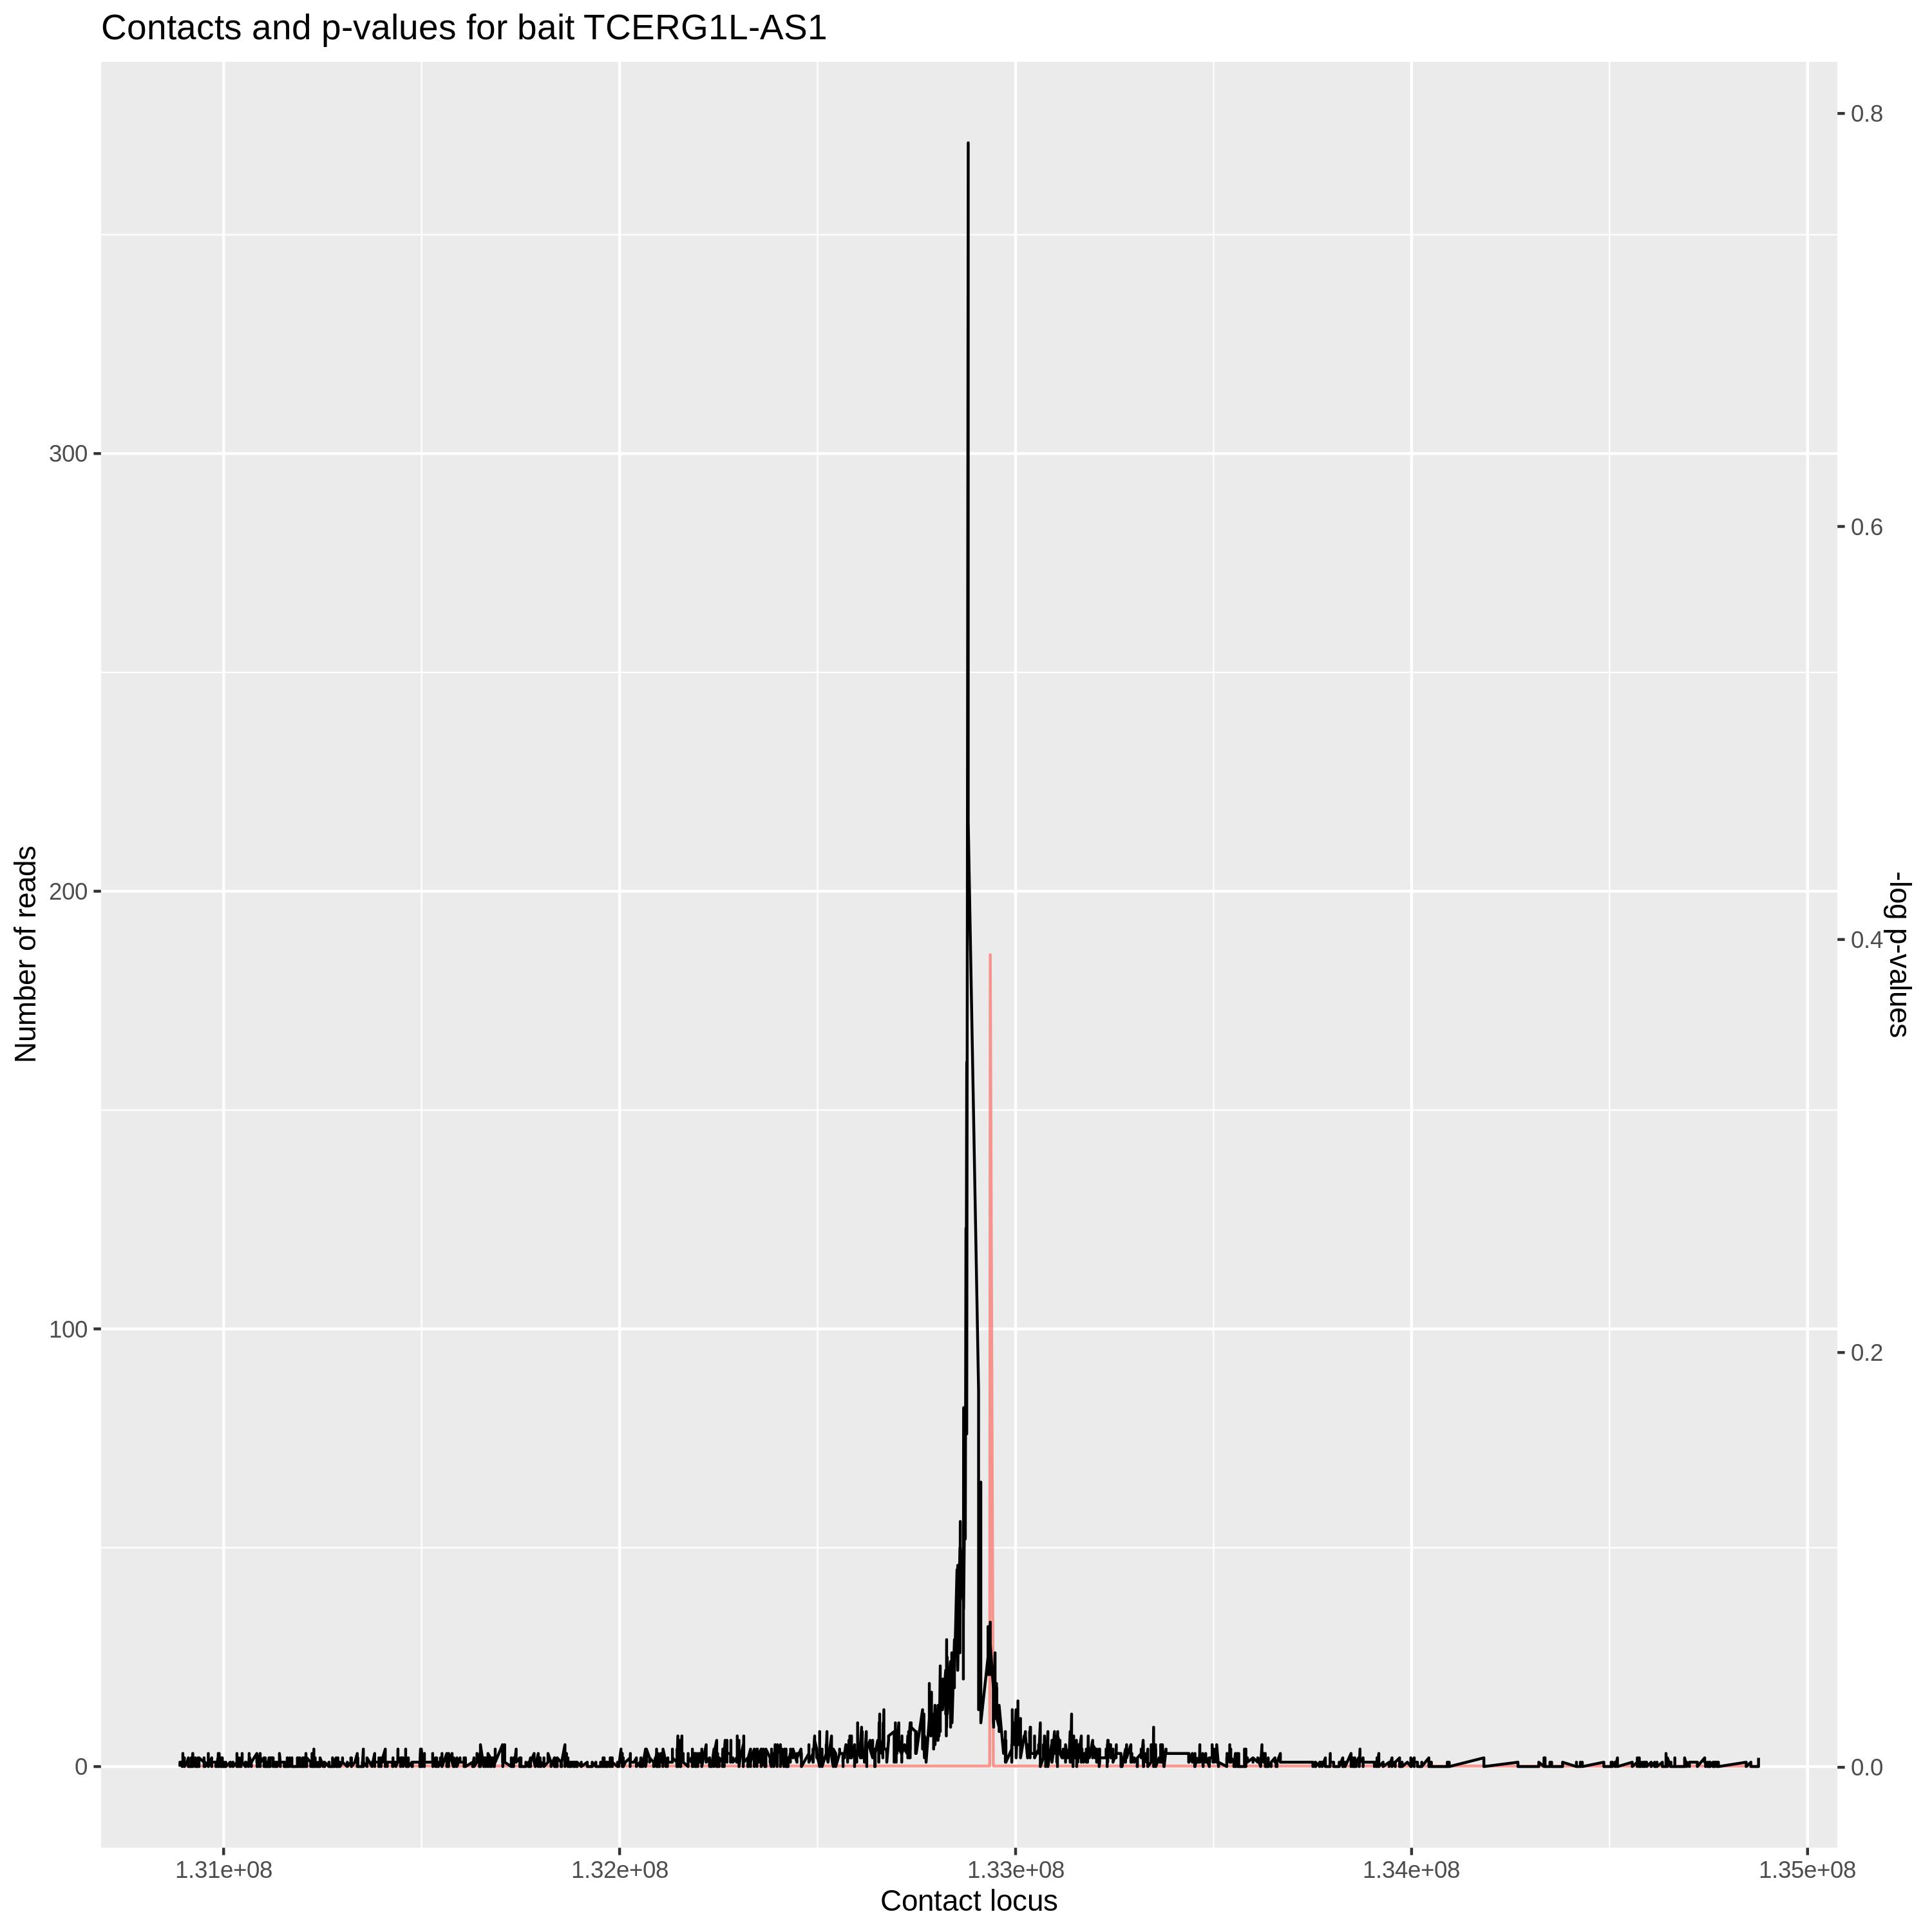 Contacts and p-values for bait TCERG1L-AS1
Number of reads
300
200
100
0
0.8
0.6
0.4
0.2
0.0
-log p-values
1.31e+08 1.32e+08 1.33e+08 1.34e+08 1.35e+08
Contact locus